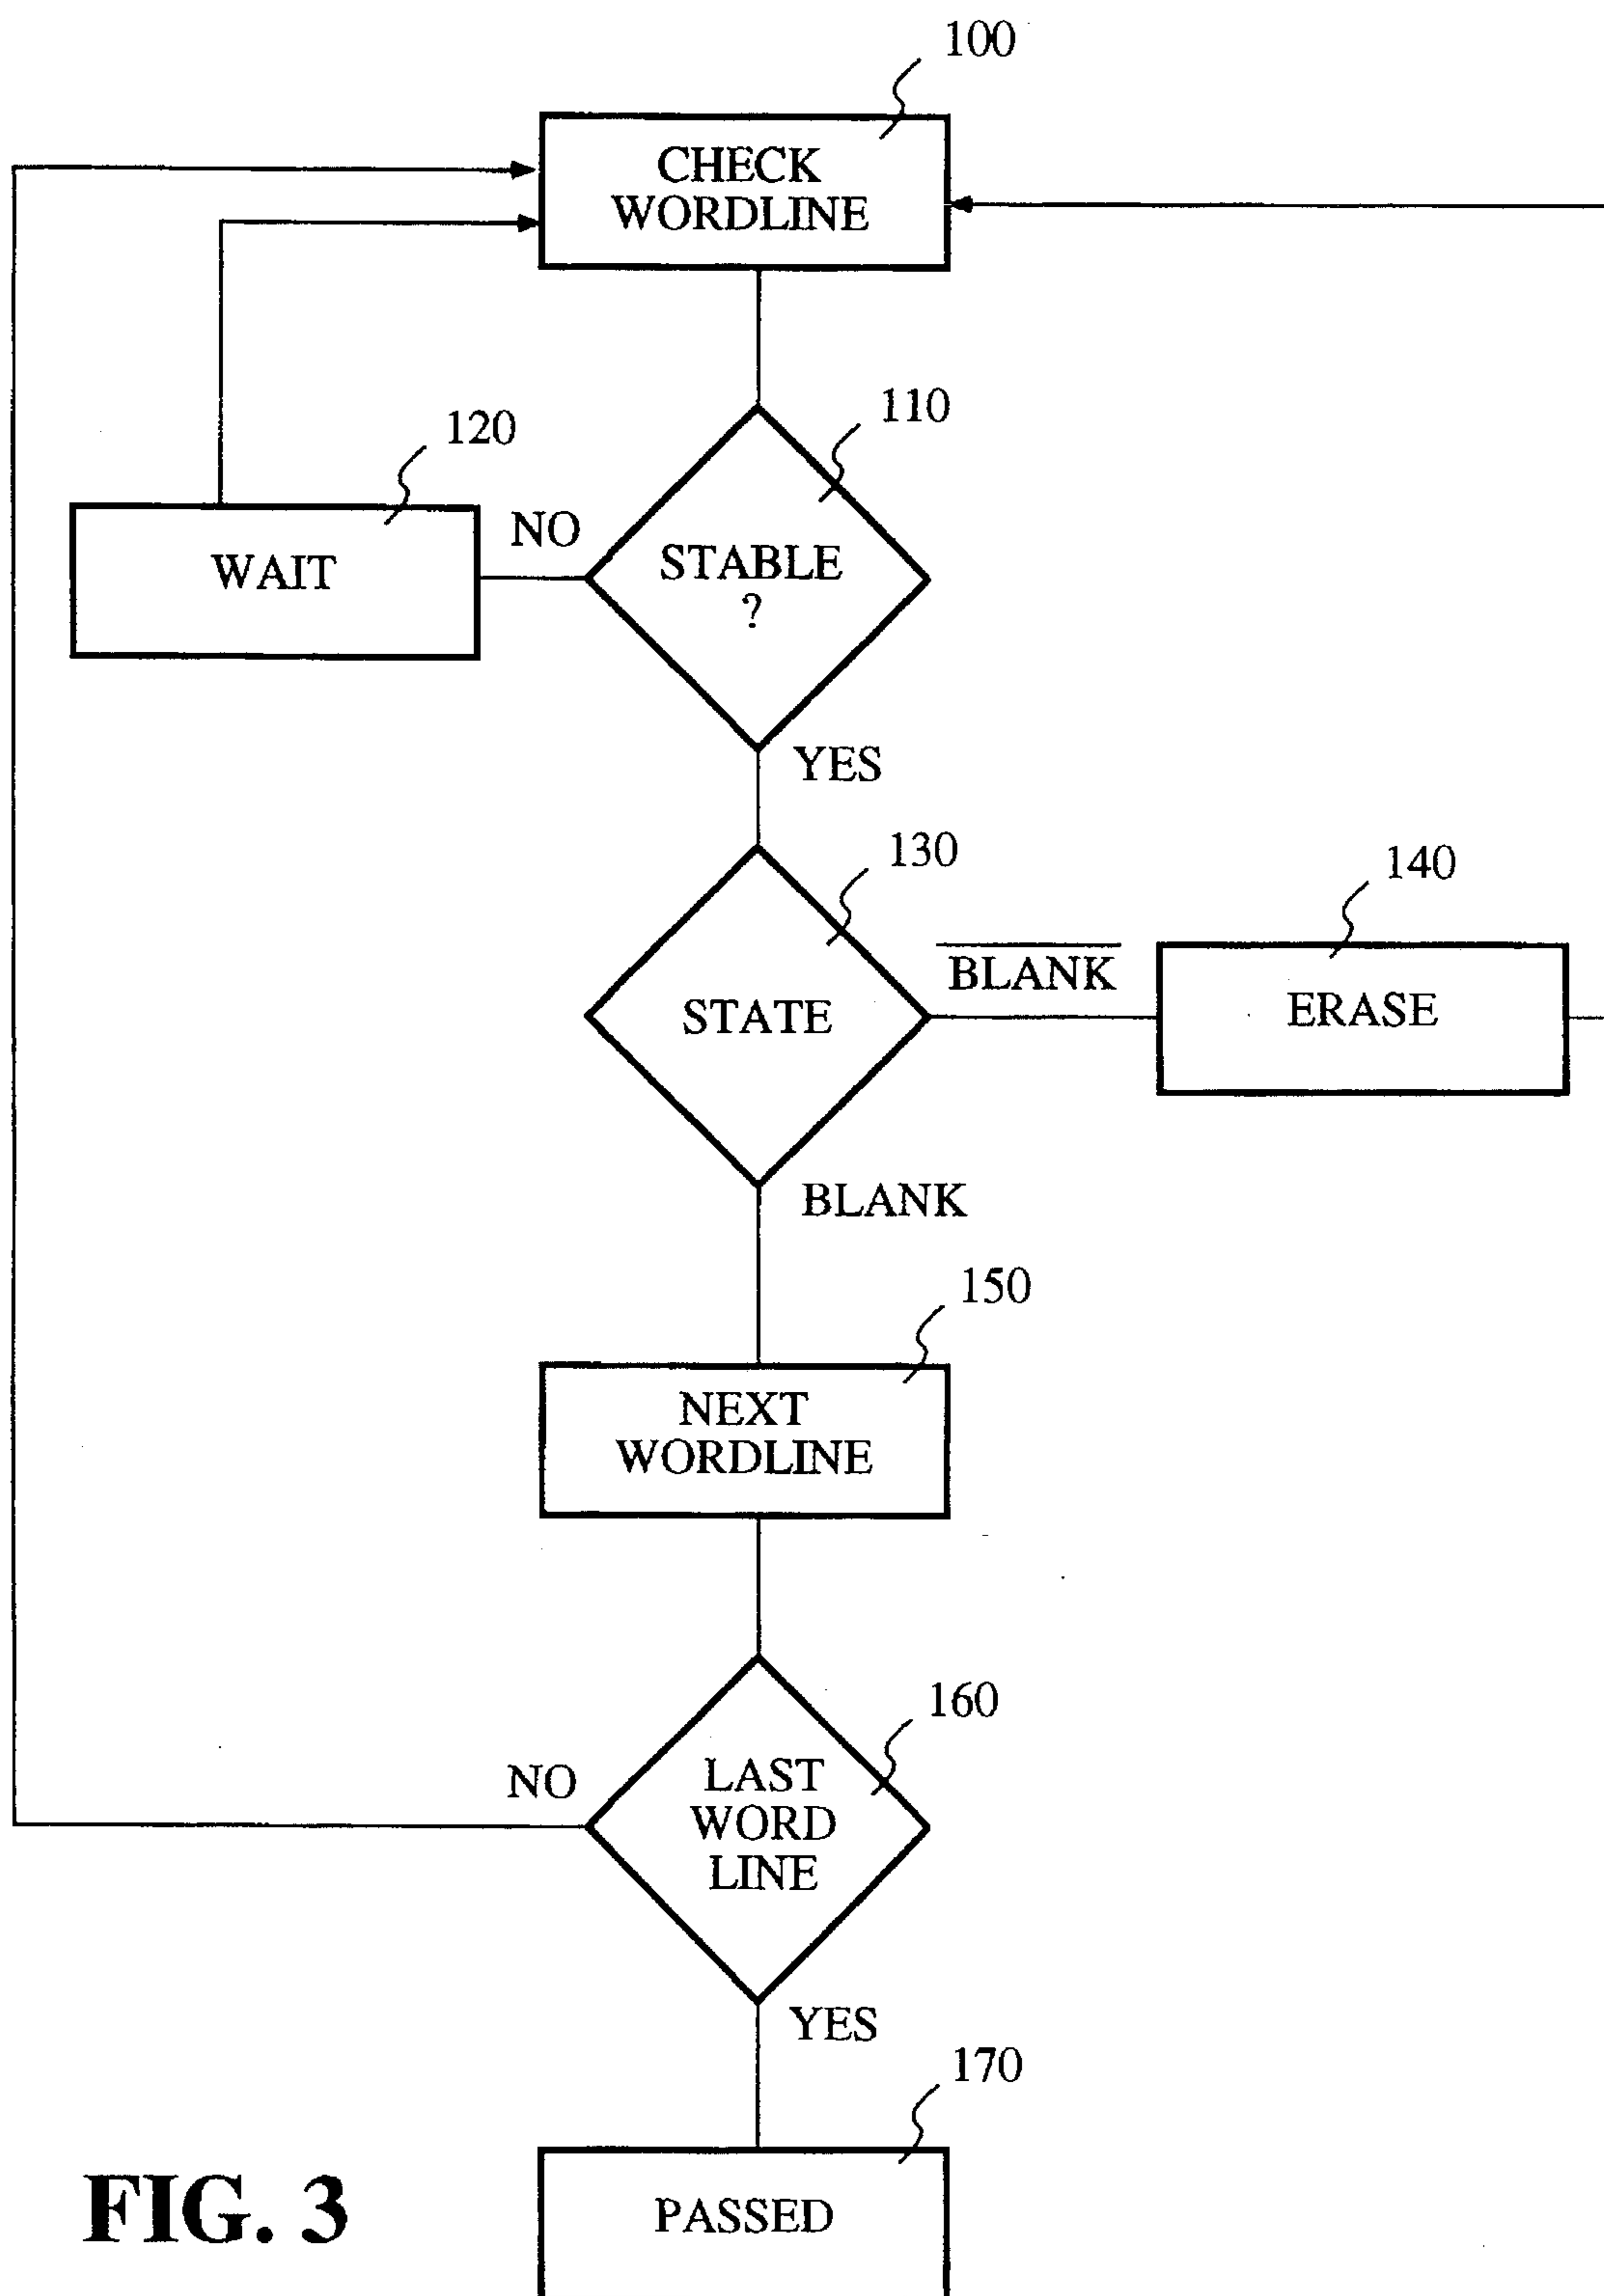 100
CHECK
WORDLINE
110
120
NO
WAIT
STABLE
?
YES
130
140
BLANK
STATE
ERASE
BLANK
150
NEXT
WORDLINE
160
NO
LAST
WORD
LINE
YES
170
PASSED
FIG. 3